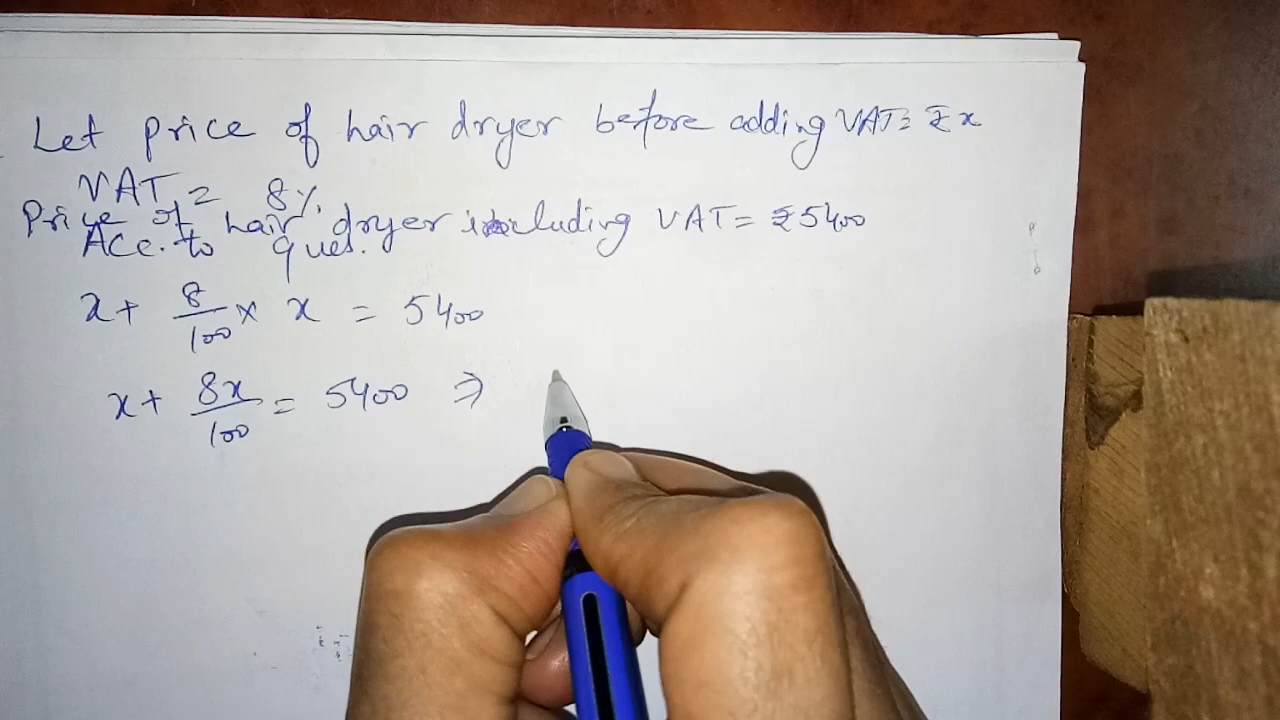 Let price of hair dryer before adding VAT = ₹ x
VAT = 8%
Price of hair dryer including VAT = ₹5400
Acc. to ques.
x + 8/100 × x = 5400
x + 8x/100 = 5400 ⇒